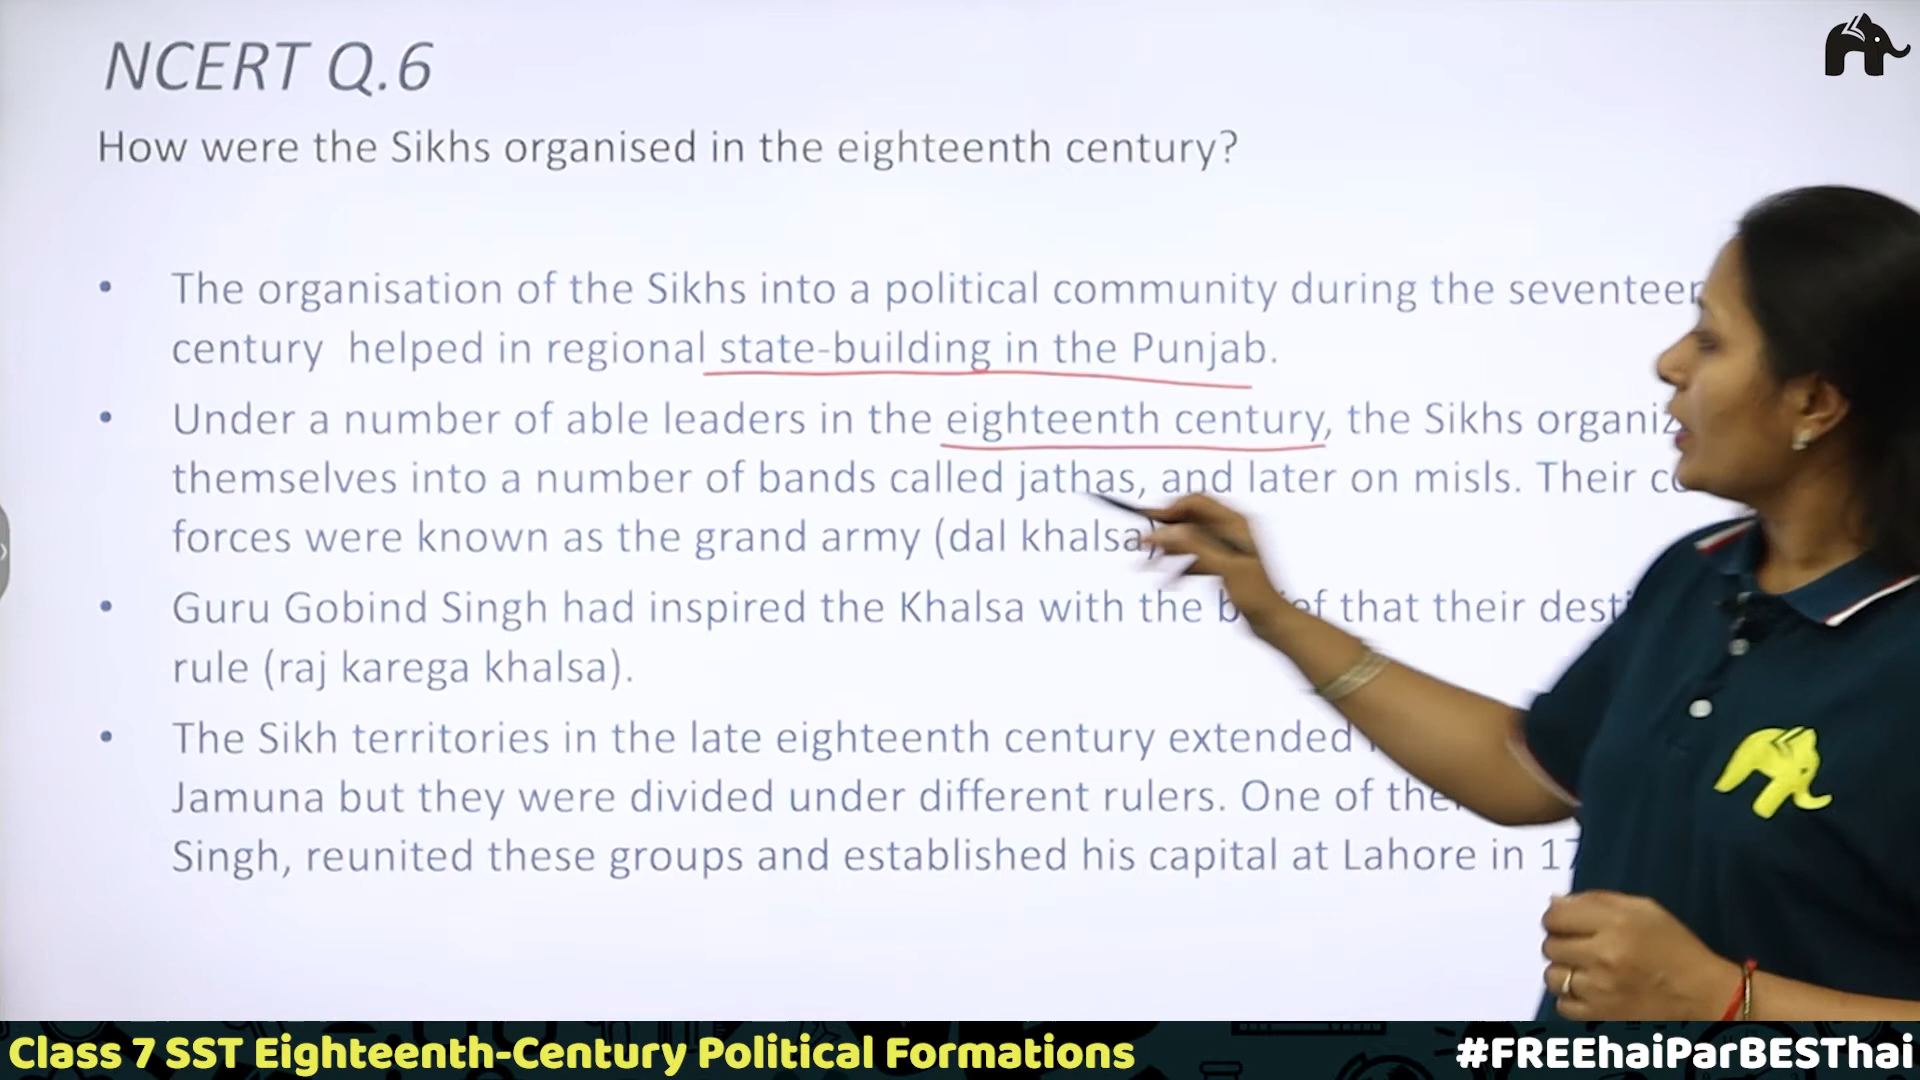 NCERT Q.6
How were the Sikhs organised in the eighteenth century?
• The organisation of the Sikhs into a political community during the
century helped in regional state-building in the Punjab.
• Under a number of able leaders in the eighteenth century, the Sikhs
themselves into a number of bands called jathas, and later on misls. Their
forces were known as the grand army (dal khalsa)
• Guru Gobind Singh had inspired the Khalsa with the that their
rule (raj karega khalsa).
• The Sikh territories in the late eighteenth century extended
Jamuna but they were divided under different rulers. One of
Singh, reunited these groups and established his capital at Lahore in
Class 7 SST Eighteenth-Century Political Formations
#FREEhaiParBESThai